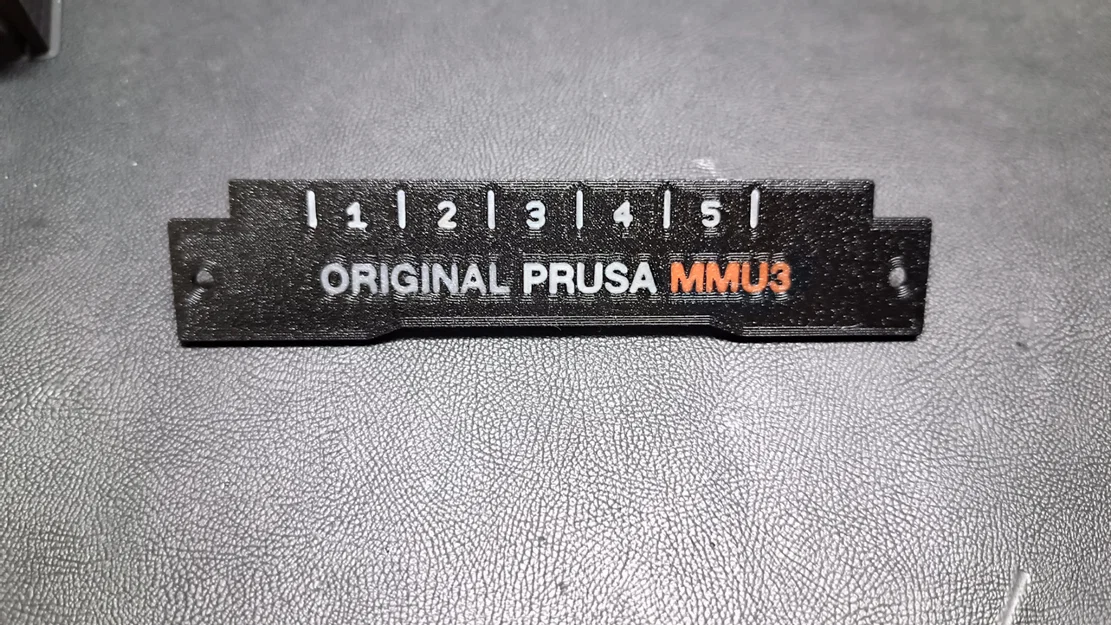 | 1 | 2 | 3 | 4 | 5 |
ORIGINAL PRUSA MMU3